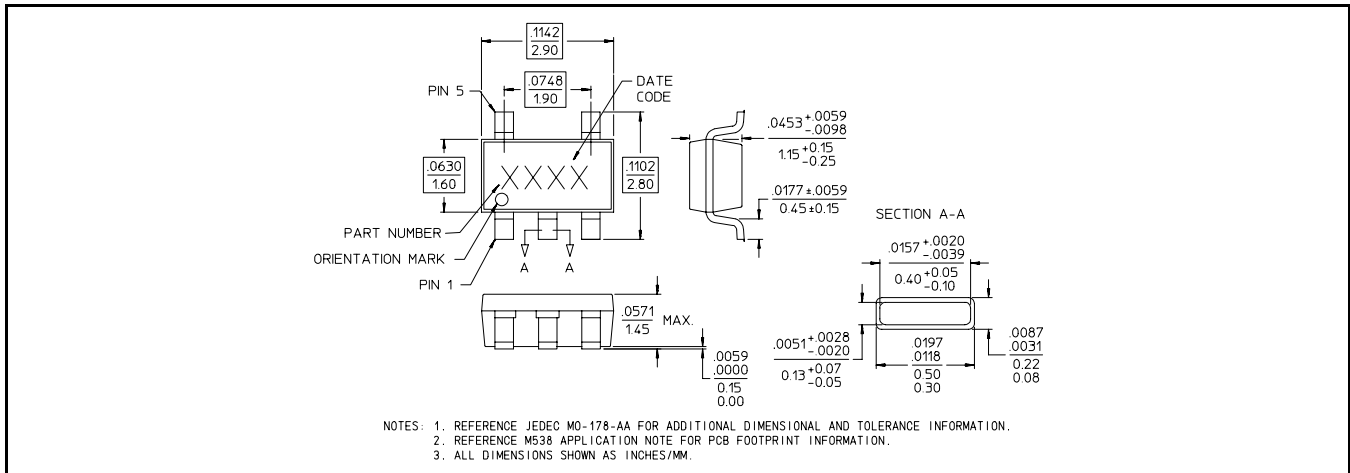 .1142
2.90
.0748
1.90
DATE
CODE
PIN 5
.0630
1.60
XXXX
.1102
2.80
PART NUMBER
ORIENTATION MARK
PIN 1
A A
.0453 +.0059
-.0098
1.15 +0.15
-0.25
.0177 ±.0059
0.45±0.15
SECTION A-A
.0157 +.0020
-.0039
0.40 +0.05
-0.10
.0571
1.45 MAX.
.0059
.0000
0.15
0.00
.0051 +.0028
-.0020
0.13 +0.07
-0.05
.0197
.0118
0.50
0.30
.0087
.0031
0.22
0.08
NOTES: 1. REFERENCE JEDEC MO-178-AA FOR ADDITIONAL DIMENSIONAL AND TOLERANCE INFORMATION.
2. REFERENCE M538 APPLICATION NOTE FOR PCB FOOTPRINT INFORMATION.
3. ALL DIMENSIONS SHOWN AS INCHES/MM.